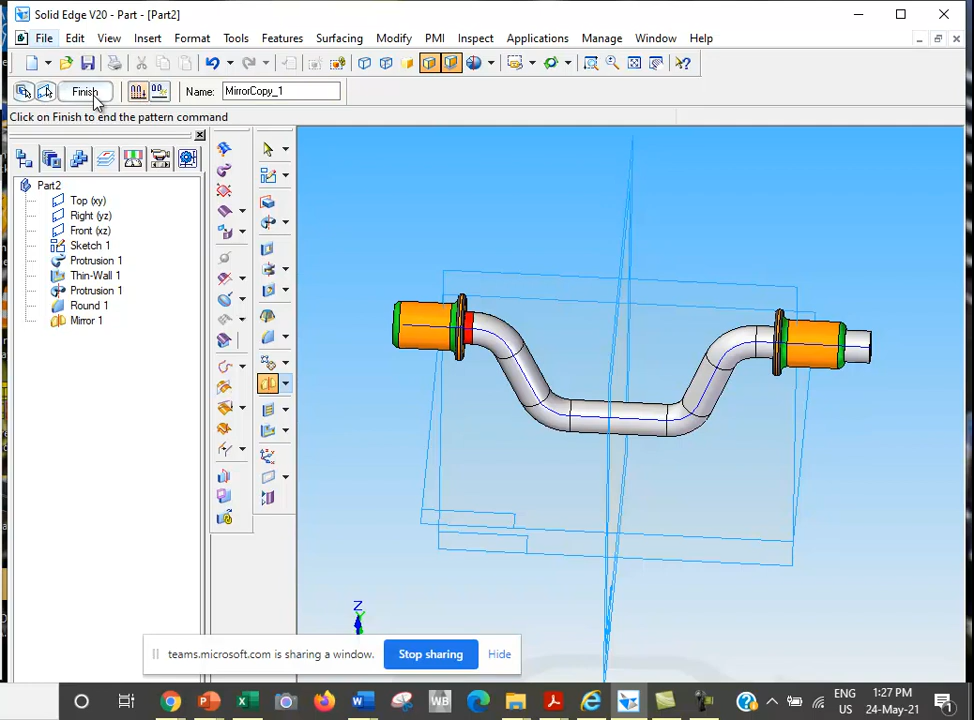 Solid Edge V20 - Part - [Part2]
File Edit View Insert Format Tools Features Surfacing Modify PMI Inspect Applications Manage Window Help
Finish Name: MirrorCopy_1
Click on Finish to end the pattern command
Part2
Top (xy)
Right (yz)
Front (xz)
Sketch 1
Protrusion 1
Thin-Wall 1
Protrusion 1
Round 1
Mirror 1
Z
teams.microsoft.com is sharing a window. Stop sharing Hide
ENG 1:27 PM
US 24-May-21